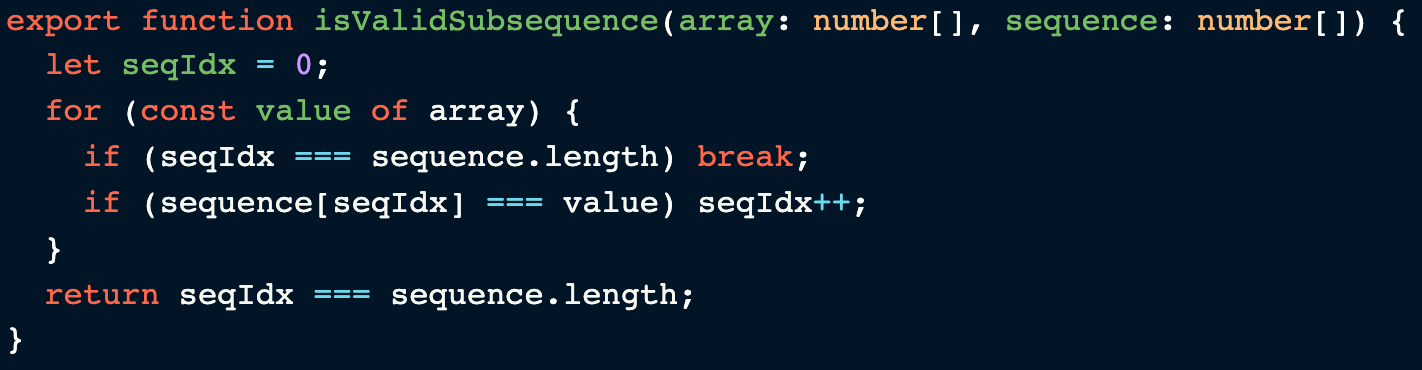 export function isValidSubsequence(array: number[], sequence: number[]) {
  let seqIdx = 0;
  for (const value of array) {
    if (seqIdx === sequence.length) break;
    if (sequence[seqIdx] === value) seqIdx++;
  }
  return seqIdx === sequence.length;
}